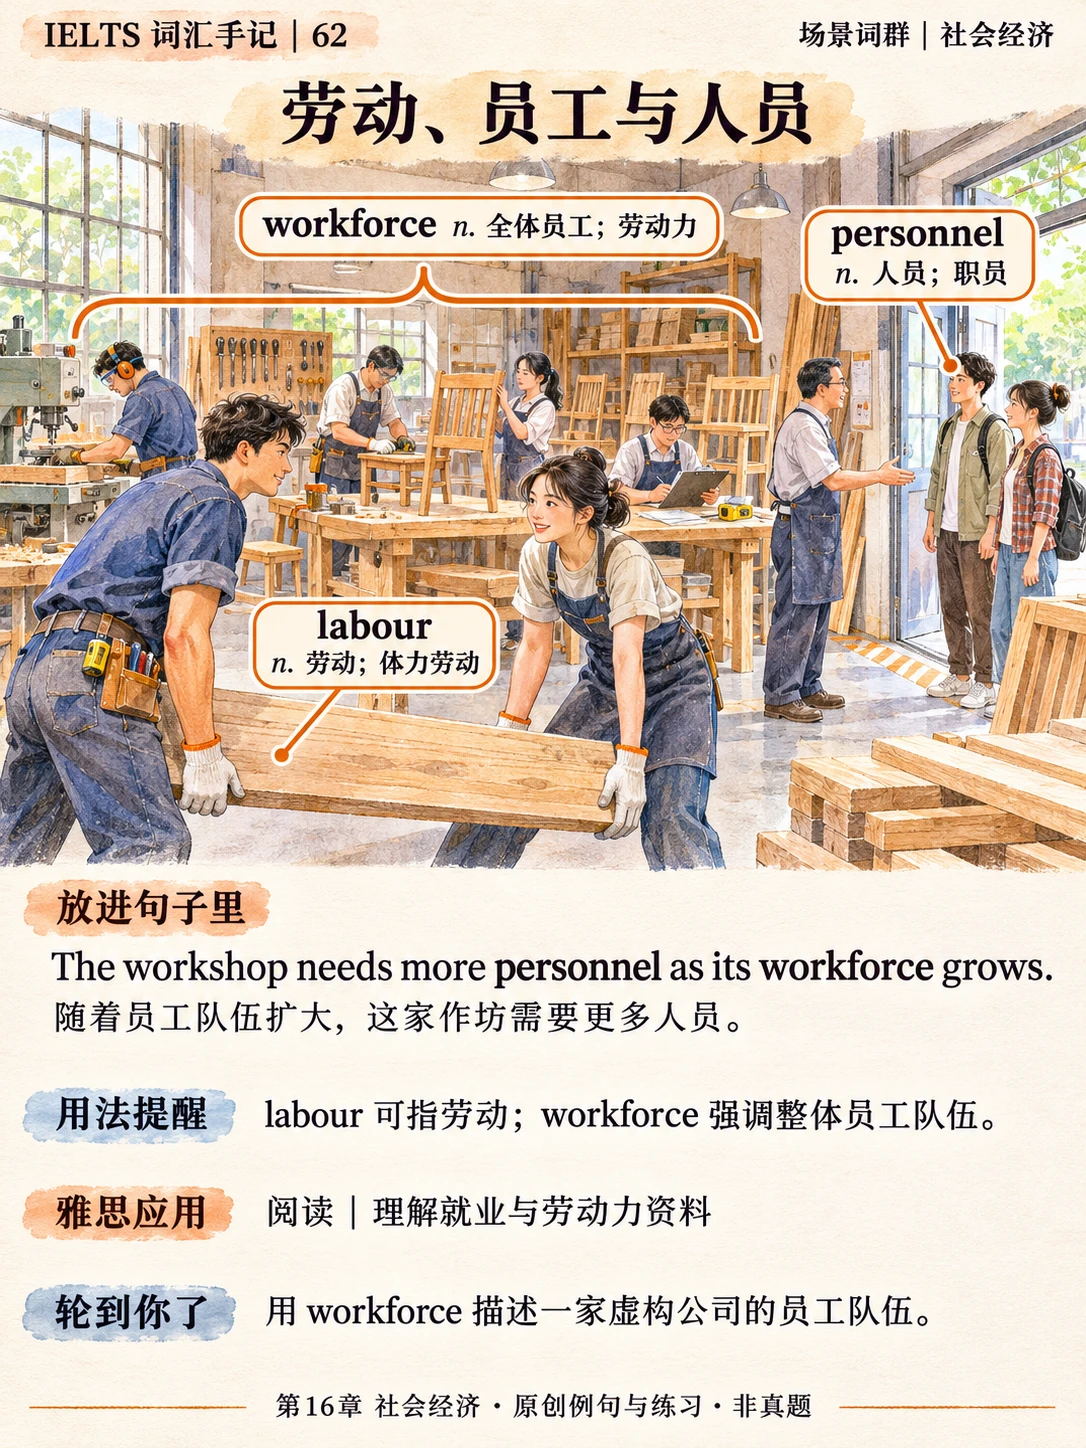 IELTS 词汇手记 | 62
场景词群 | 社会经济
劳动、员工与人员
workforce n. 全体员工；劳动力
personnel
n. 人员；职员
labour
n. 劳动；体力劳动
放进句子里
The workshop needs more personnel as its workforce grows.
随着员工队伍扩大，这家作坊需要更多人员。
用法提醒 labour 可指劳动；workforce 强调整体员工队伍。
雅思应用 阅读 | 理解就业与劳动力资料
轮到你了 用 workforce 描述一家虚构公司的员工队伍。
第16章 社会经济・原创例句与练习・非真题